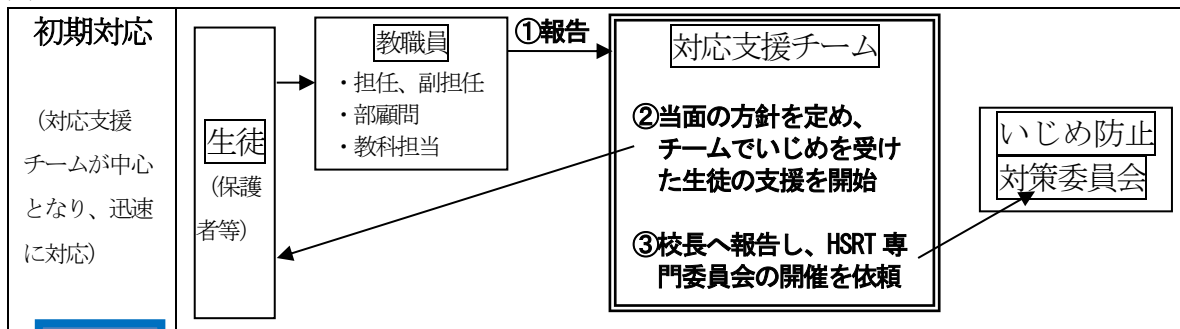 初期対応
（対応支援
チームが中心
となり、迅速
に対応）
生徒
（保護
者等）
教職員
・担任、副担任
・部顧問
・教科担当
①報告
対応支援チーム
②当面の方針を定め、
チームでいじめを受け
た生徒の支援を開始
③校長へ報告し、HSRT 専
門委員会の開催を依頼
いじめ防止
対策委員会